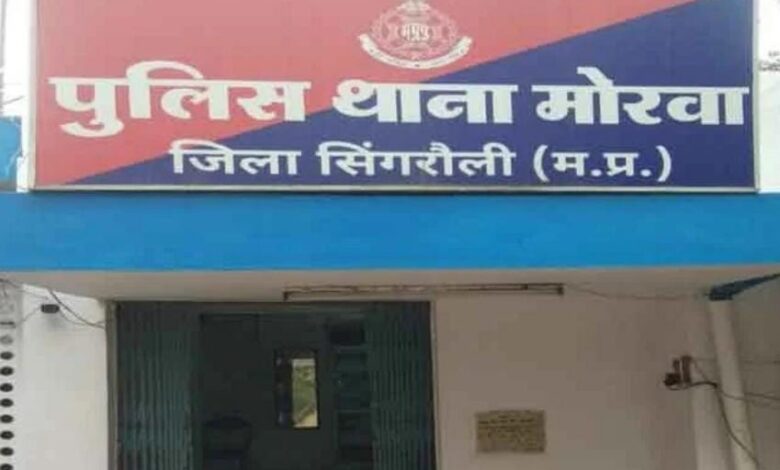 म.प्र.पु
पुलिस थाना मोरवा
जिला सिंगरौली (म.प्र.)